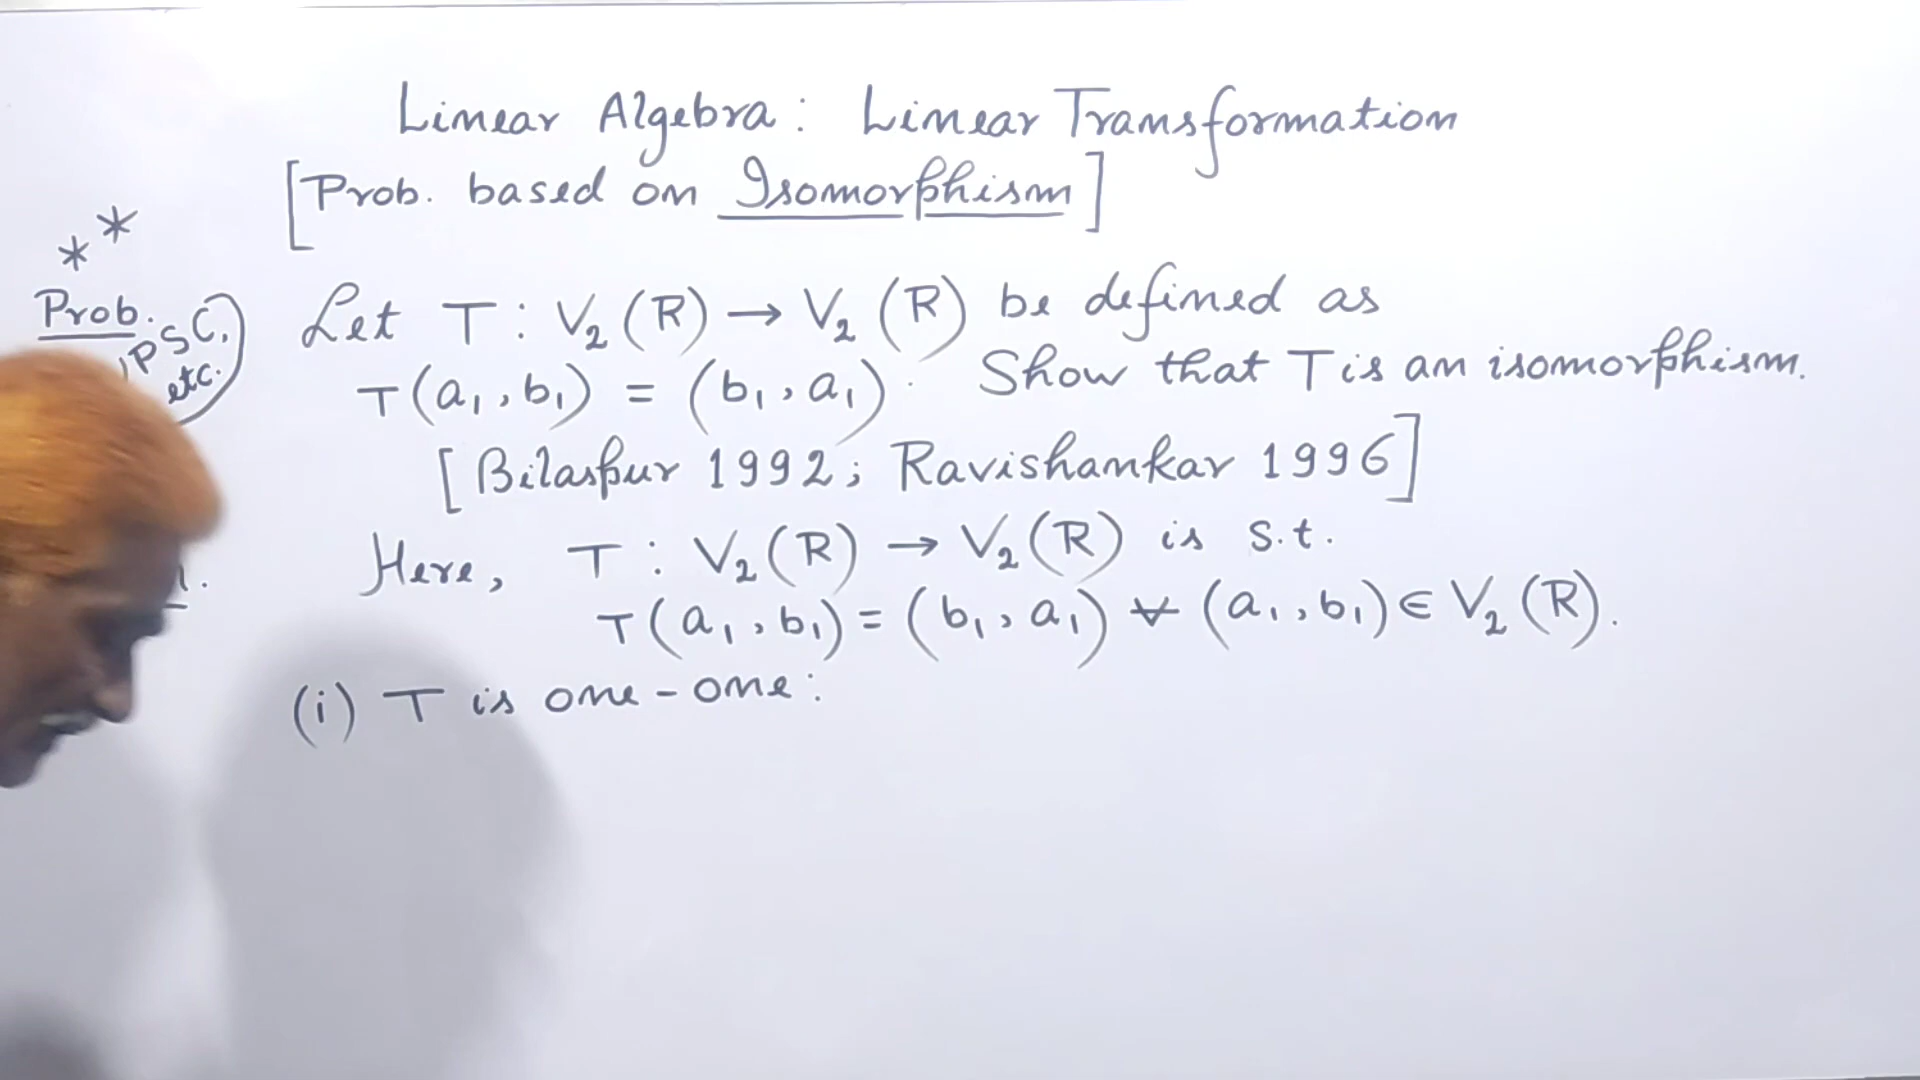 Linear Algebra: Linear Transformation
[Prob. based on Isomorphism]
**
Prob.
PSC,
etc.
Let T : V₂(R) → V₂(R) be defined as
T(a₁, b₁) = (b₁, a₁). Show that T is an isomorphism.
[Bilaspur 1992; Ravishankar 1996]
Here, T : V₂(R) → V₂(R) is s.t.
T(a₁, b₁) = (b₁, a₁) ∀ (a₁, b₁) ∈ V₂(R).
(i) T is one-one: